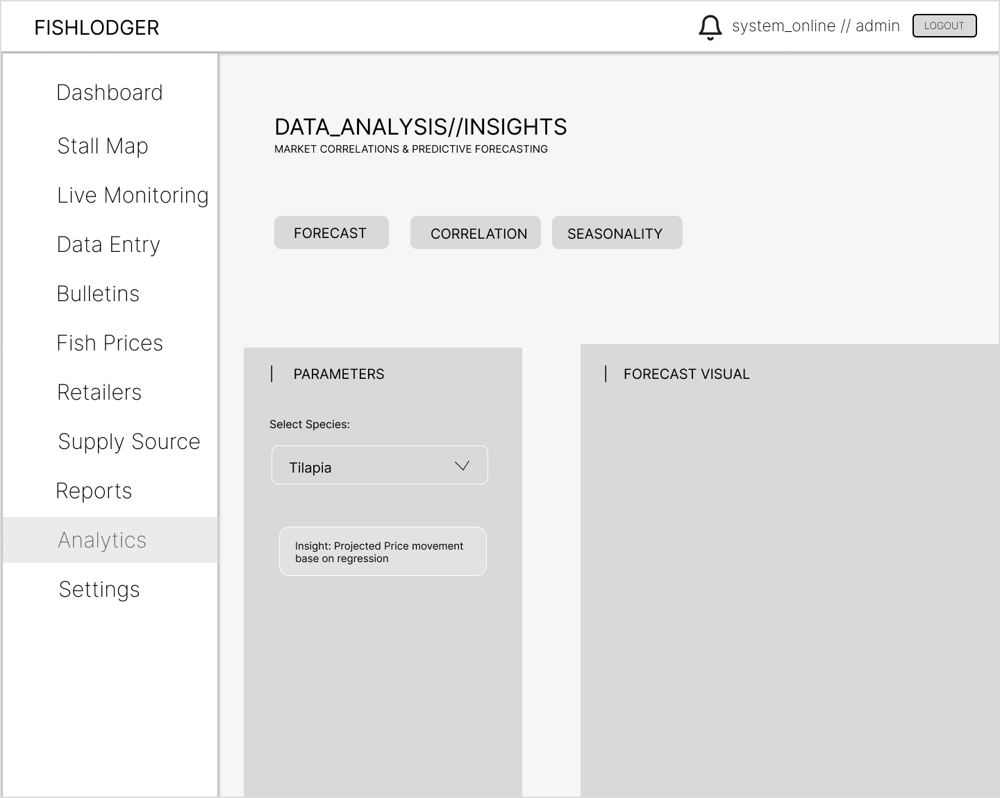 FISHLODGER
system_online // admin
LOGOUT
Dashboard
Stall Map
Live Monitoring
Data Entry
Bulletins
Fish Prices
Retailers
Supply Source
Reports
Analytics
Settings
DATA_ANALYSIS//INSIGHTS
MARKET CORRELATIONS & PREDICTIVE FORECASTING
FORECAST
CORRELATION
SEASONALITY
PARAMETERS
Select Species:
Tilapia
Insight: Projected Price movement
base on regression
FORECAST VISUAL